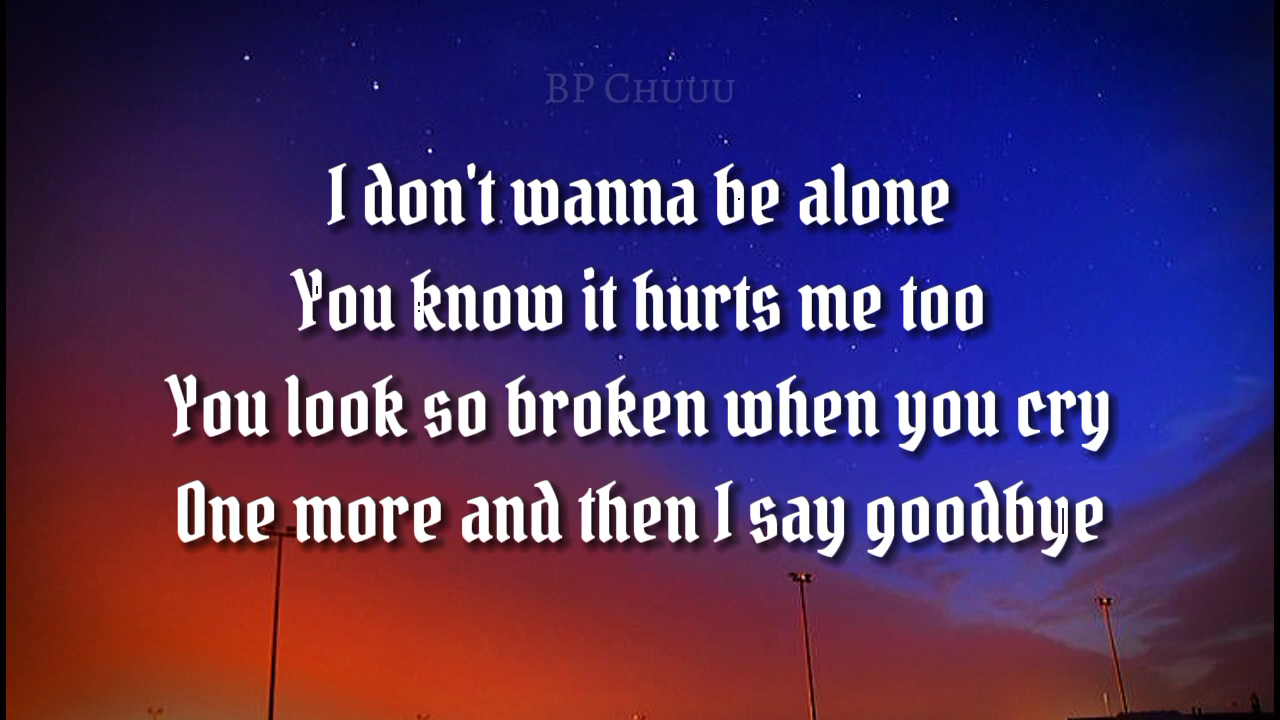 BP Chuuu
I don't wanna be alone
You know it hurts me too
You look so broken when you cry
One more and then I say goodbye